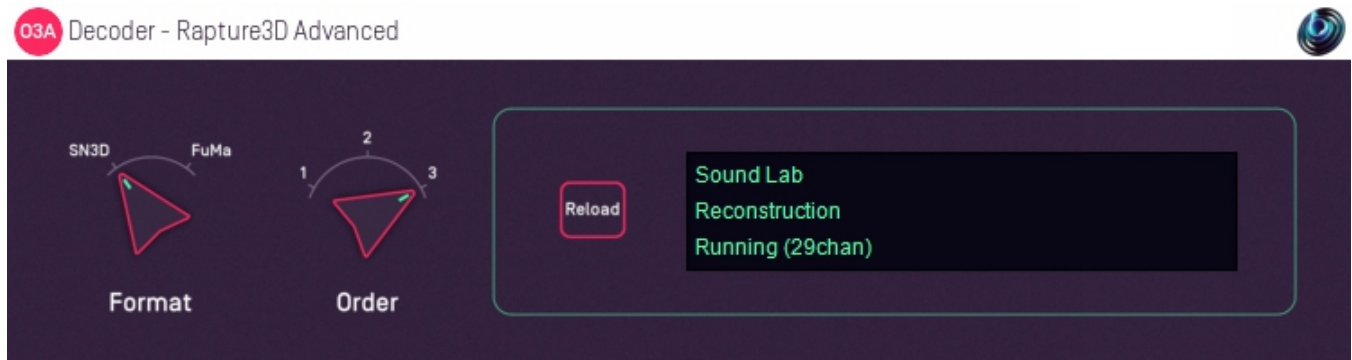 O3A Decoder - Rapture3D Advanced
SN3D
FuMa
1
2
3
Format
Order
Reload
Sound Lab
Reconstruction
Running (29chan)